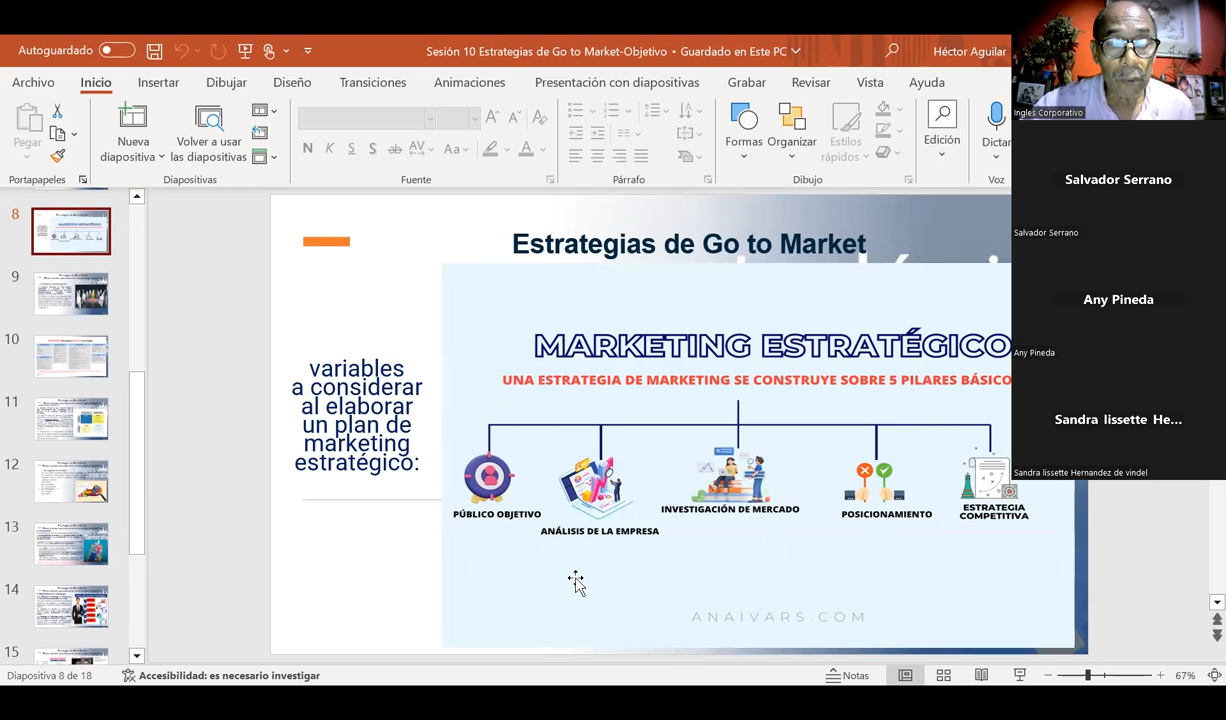 Autoguardado
Sesión 10 Estrategias de Go to Market-Objetivo • Guardado en Este PC
Héctor Aguilar
Archivo Inicio Insertar Dibujar Diseño Transiciones Animaciones Presentación con diapositivas Grabar Revisar Vista Ayuda
Pegar
Nueva
diapositiva
Volver a usar
las diapositivas
N K S S ab AV Aa A
Formas
Organizar
Estilos
rápidos
Edición
Dictar
Portapapeles
Diapositivas
Fuente
Párrafo
Dibujo
Voz
8
9
10
11
12
13
14
15
Estrategias de Go to Market
variables
a considerar
al elaborar
un plan de
marketing
estratégico:
MARKETING ESTRATÉGICO
UNA ESTRATEGIA DE MARKETING SE CONSTRUYE SOBRE 5 PILARES BÁSICO
PÚBLICO OBJETIVO
ANÁLISIS DE LA EMPRESA
INVESTIGACIÓN DE MERCADO
POSICIONAMIENTO
ESTRATEGIA
COMPETITIVA
ANAIVARS.COM
Ingles Corporativo
Salvador Serrano
Salvador Serrano
Any Pineda
Any Pineda
Sandra lissette He...
Sandra lissette Hernandez de vindel
Diapositiva 8 de 18
Accesibilidad: es necesario investigar
Notas
67%